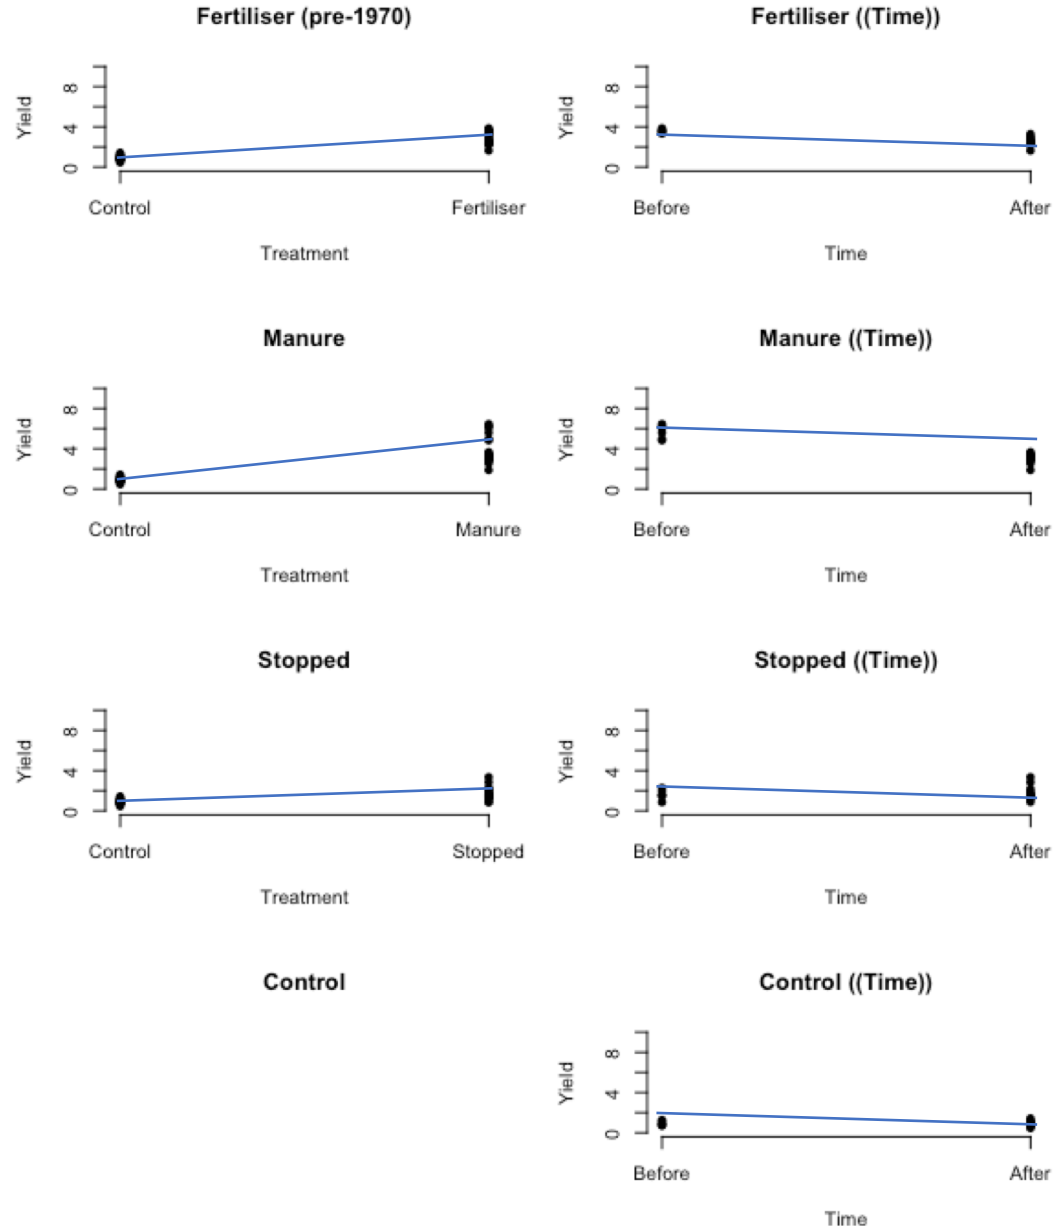 Fertiliser (pre-1970)
Yield
0 4 8
Control Fertiliser
Treatment
Fertiliser ((Time))
Yield
0 4 8
Before After
Time
Manure
Yield
0 4 8
Control Manure
Treatment
Manure ((Time))
Yield
0 4 8
Before After
Time
Stopped
Yield
0 4 8
Control Stopped
Treatment
Stopped ((Time))
Yield
0 4 8
Before After
Time
Control
Control ((Time))
Yield
0 4 8
Before After
Time